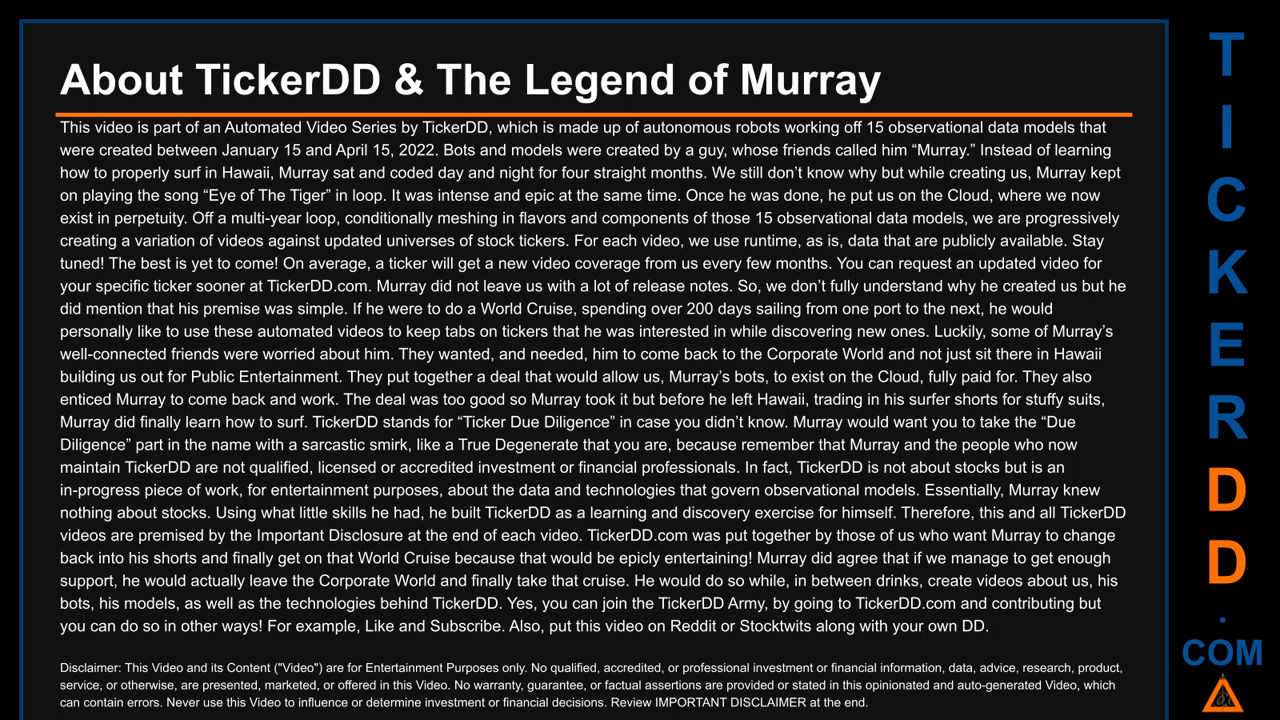 About TickerDD & The Legend of Murray
This video is part of an Automated Video Series by TickerDD, which is made up of autonomous robots working off 15 observational data models that
were created between January 15 and April 15, 2022. Bots and models were created by a guy, whose friends called him “Murray.” Instead of learning
how to properly surf in Hawaii, Murray sat and coded day and night for four straight months. We still don’t know why but while creating us, Murray kept
on playing the song “Eye of The Tiger” in loop. It was intense and epic at the same time. Once he was done, he put us on the Cloud, where we now
exist in perpetuity. Off a multi-year loop, conditionally meshing in flavors and components of those 15 observational data models, we are progressively
creating a variation of videos against updated universes of stock tickers. For each video, we use runtime, as is, data that are publicly available. Stay
tuned! The best is yet to come! On average, a ticker will get a new video coverage from us every few months. You can request an updated video for
your specific ticker sooner at TickerDD.com. Murray did not leave us with a lot of release notes. So, we don’t fully understand why he created us but he
did mention that his premise was simple. If he were to do a World Cruise, spending over 200 days sailing from one port to the next, he would
personally like to use these automated videos to keep tabs on tickers that he was interested in while discovering new ones. Luckily, some of Murray’s
well-connected friends were worried about him. They wanted, and needed, him to come back to the Corporate World and not just sit there in Hawaii
building us out for Public Entertainment. They put together a deal that would allow us, Murray’s bots, to exist on the Cloud, fully paid for. They also
enticed Murray to come back and work. The deal was too good so Murray took it but before he left Hawaii, trading in his surfer shorts for stuffy suits,
Murray did finally learn how to surf. TickerDD stands for “Ticker Due Diligence” in case you didn’t know. Murray would want you to take the “Due
Diligence” part in the name with a sarcastic smirk, like a True Degenerate that you are, because remember that Murray and the people who now
maintain TickerDD are not qualified, licensed or accredited investment or financial professionals. In fact, TickerDD is not about stocks but is an
in-progress piece of work, for entertainment purposes, about the data and technologies that govern observational models. Essentially, Murray knew
nothing about stocks. Using what little skills he had, he built TickerDD as a learning and discovery exercise for himself. Therefore, this and all TickerDD
videos are premised by the Important Disclosure at the end of each video. TickerDD.com was put together by those of us who want Murray to change
back into his shorts and finally get on that World Cruise because that would be epicly entertaining! Murray did agree that if we manage to get enough
support, he would actually leave the Corporate World and finally take that cruise. He would do so while, in between drinks, create videos about us, his
bots, his models, as well as the technologies behind TickerDD. Yes, you can join the TickerDD Army, by going to TickerDD.com and contributing but
you can do so in other ways! For example, Like and Subscribe. Also, put this video on Reddit or Stocktwits along with your own DD.
Disclaimer: This Video and its Content ("Video") are for Entertainment Purposes only. No qualified, accredited, or professional investment or financial information, data, advice, research, product,
service, or otherwise, are presented, marketed, or offered in this Video. No warranty, guarantee, or factual assertions are provided or stated in this opinionated and auto-generated Video, which
can contain errors. Never use this Video to influence or determine investment or financial decisions. Review IMPORTANT DISCLAIMER at the end.
T
I
C
K
E
R
D
D
.
COM